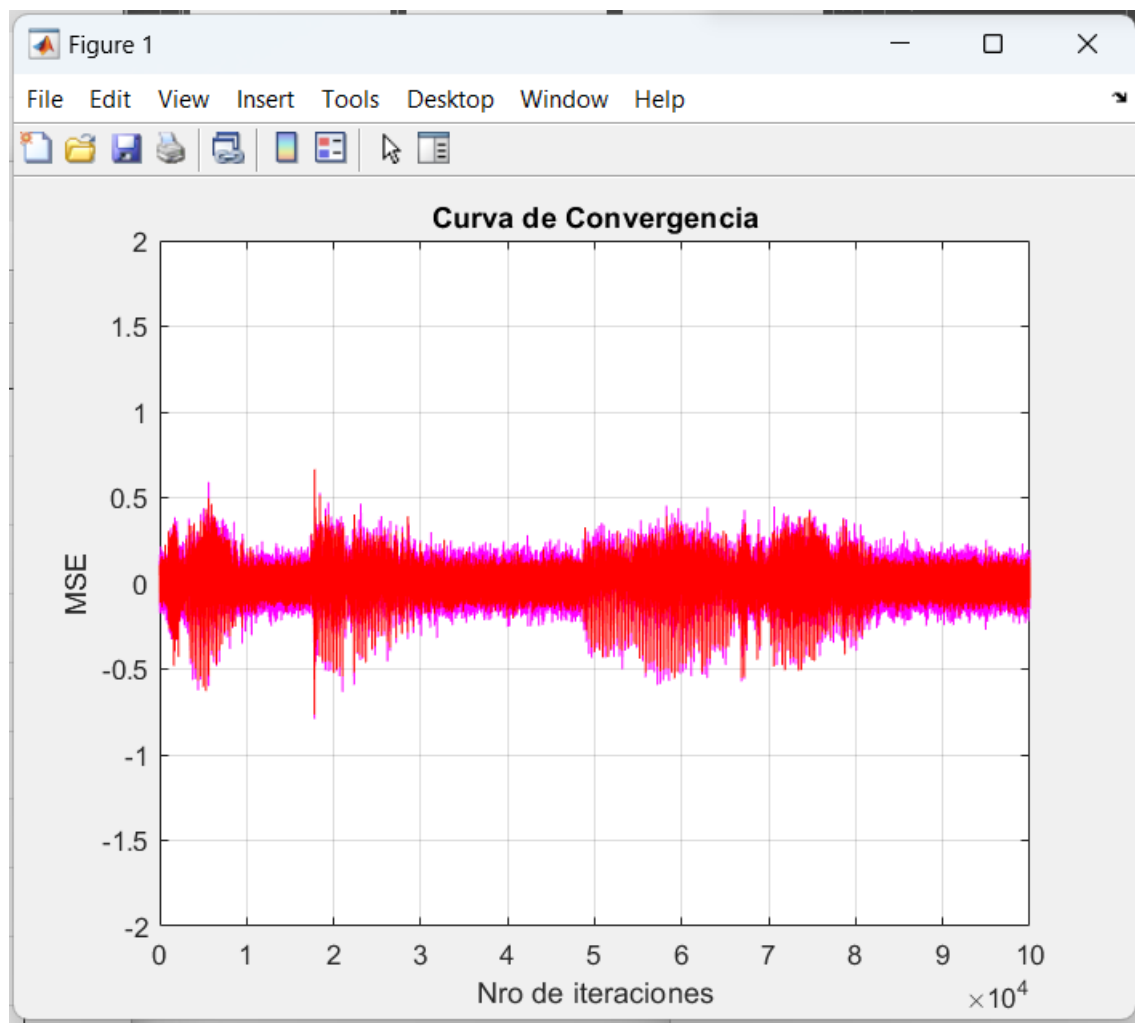 Figure 1
File Edit View Insert Tools Desktop Window Help
Curva de Convergencia
2
1.5
1
0.5
0
-0.5
-1
-1.5
-2
MSE
0 1 2 3 4 5 6 7 8 9 10
Nro de iteraciones
×10⁴